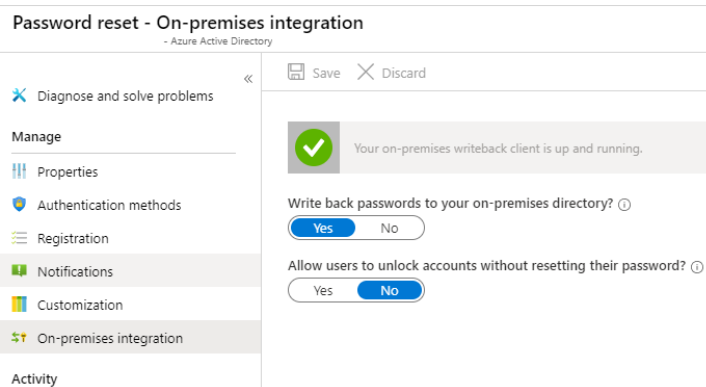 Password reset - On-premises integration
- Azure Active Directory
«
Diagnose and solve problems
Manage
Properties
Authentication methods
Registration
Notifications
Customization
On-premises integration
Activity
Save Discard
Your on-premises writeback client is up and running.
Write back passwords to your on-premises directory?
Yes No
Allow users to unlock accounts without resetting their password?
Yes No